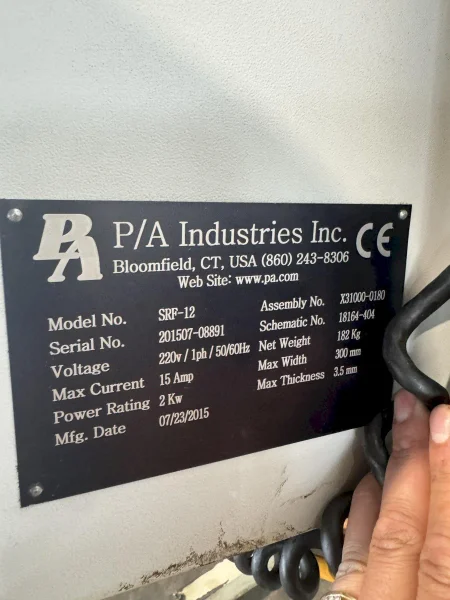 PA P/A Industries Inc. CE
Bloomfield, CT, USA (860) 243-8306
Web Site: www.pa.com
Model No. SRF-12
Serial No. 201507-08891
Voltage 220v / 1ph / 50/60Hz
Max Current 15 Amp
Power Rating 2 Kw
Mfg. Date 07/23/2015
Assembly No. X31000-0180
Schematic No. 18164-404
Net Weight 182 Kg
Max Width 300 mm
Max Thickness 3.5 mm